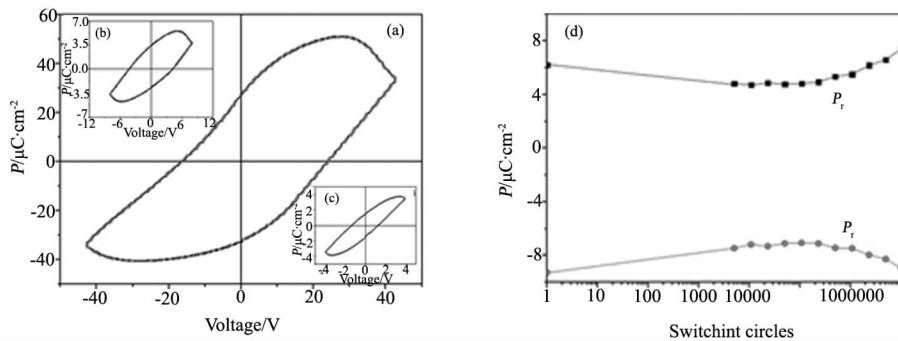 (a)
P/μC·cm⁻²
60
40
20
0
-20
-40
-40 -20 0 20 40
Voltage/V
(b)
P/μC·cm⁻²
7.0
3.5
0.0
-3.5
-7
-12 -6 0 6 12
Voltage/V
(c)
P/μC·cm⁻²
4
2
0
-2
-4
-4 -2 0 2 4
Voltage/V
(d)
P/μC·cm⁻²
8
4
0
-4
-8
Pr
Pr
1 10 100 1000 10000 1000000
Switchint circles